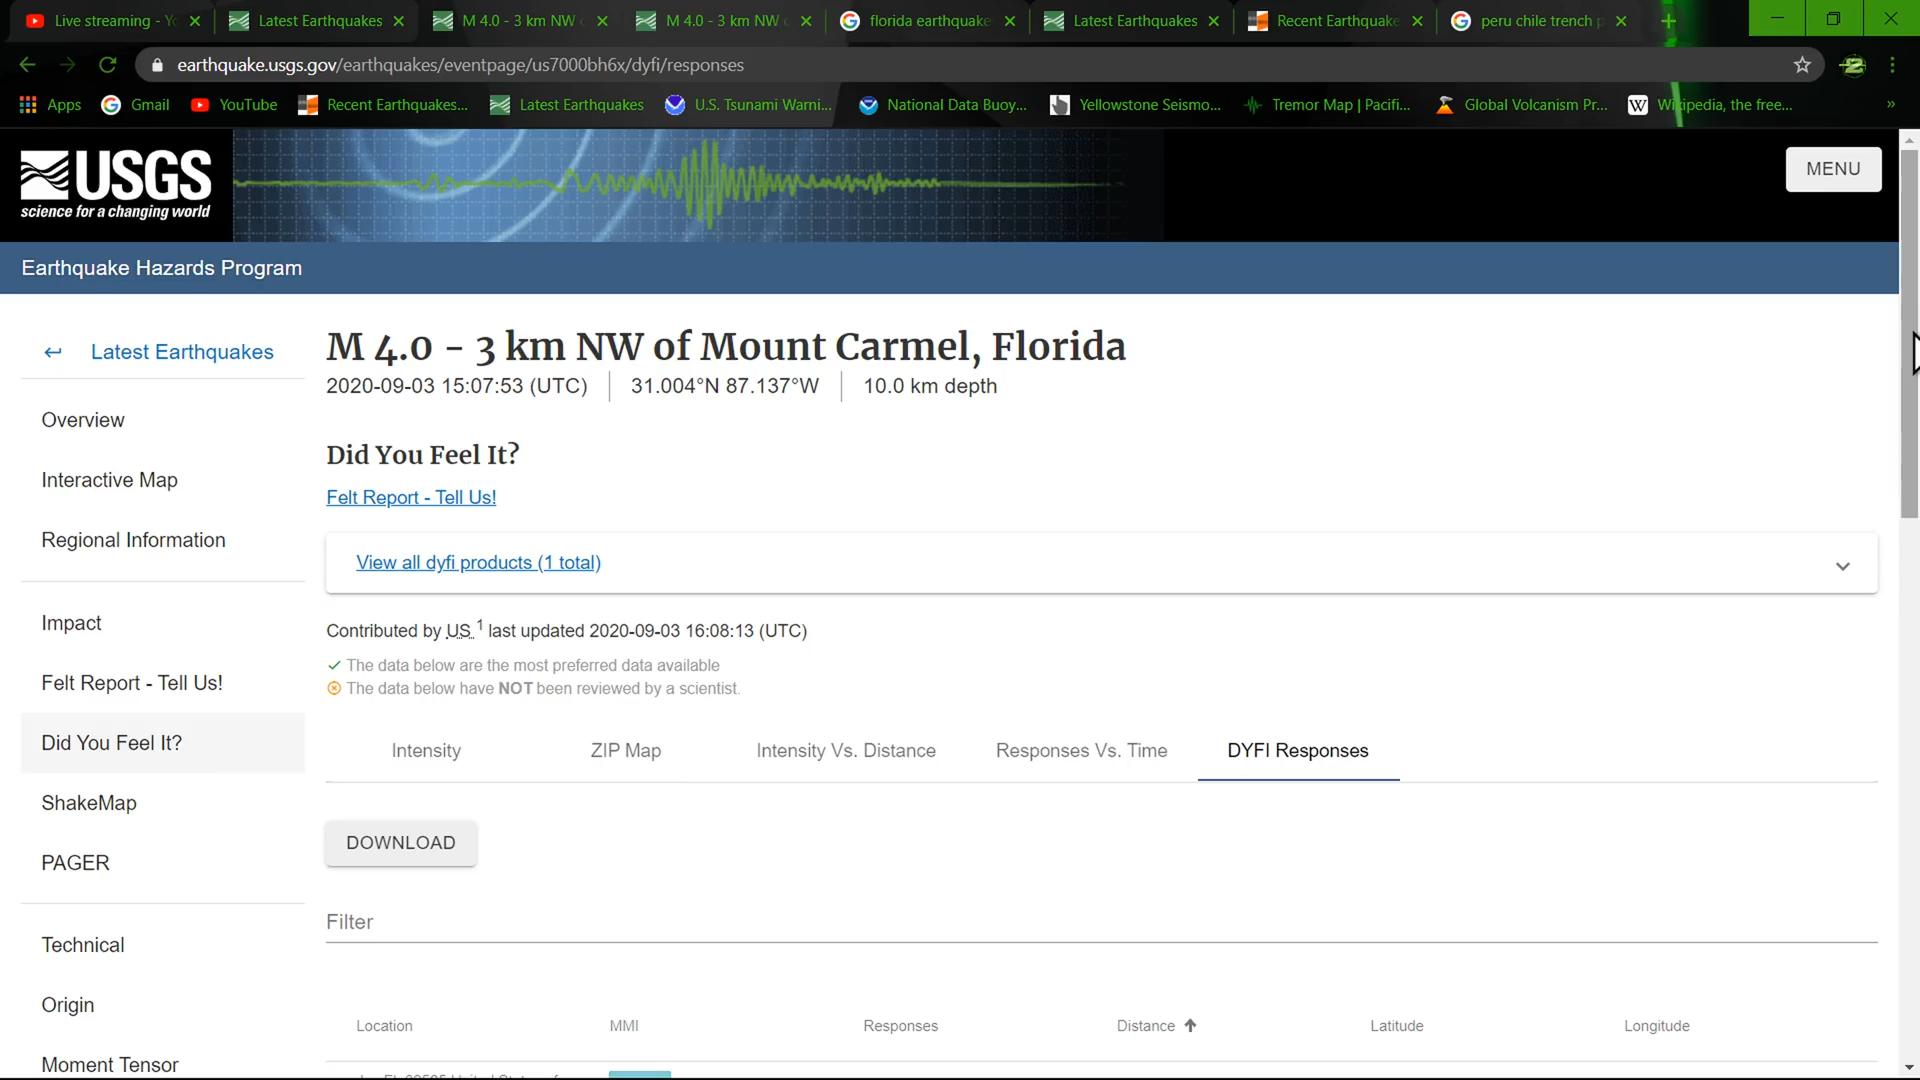 Live streaming - Yo
Latest Earthquakes
M 4.0 - 3 km NW o
M 4.0 - 3 km NW o
florida earthquake
Latest Earthquakes
Recent Earthquake
peru chile trench p
earthquake.usgs.gov/earthquakes/eventpage/us7000bh6x/dyfi/responses
Apps
Gmail
YouTube
Recent Earthquakes...
Latest Earthquakes
U.S. Tsunami Warni...
National Data Buoy...
Yellowstone Seismo...
Tremor Map | Pacifi...
Global Volcanism Pr...
Wikipedia, the free...
»
USGS
science for a changing world
MENU
Earthquake Hazards Program
Latest Earthquakes
Overview
Interactive Map
Regional Information
Impact
Felt Report - Tell Us!
Did You Feel It?
ShakeMap
PAGER
Technical
Origin
Moment Tensor
M 4.0 - 3 km NW of Mount Carmel, Florida
2020-09-03 15:07:53 (UTC)
31.004°N 87.137°W
10.0 km depth
Did You Feel It?
Felt Report - Tell Us!
View all dyfi products (1 total)
Contributed by US 1 last updated 2020-09-03 16:08:13 (UTC)
The data below are the most preferred data available
The data below have NOT been reviewed by a scientist.
Intensity
ZIP Map
Intensity Vs. Distance
Responses Vs. Time
DYFI Responses
DOWNLOAD
Filter
Location
MMI
Responses
Distance
Latitude
Longitude